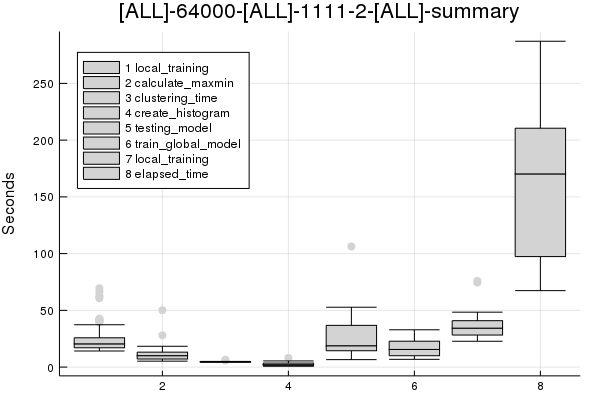 [ALL]-64000-[ALL]-1111-2-[ALL]-summary
1 local_training
2 calculate_maxmin
3 clustering_time
4 create_histogram
5 testing_model
6 train_global_model
7 local_training
8 elapsed_time
Seconds
250
200
150
100
50
0
2 4 6 8